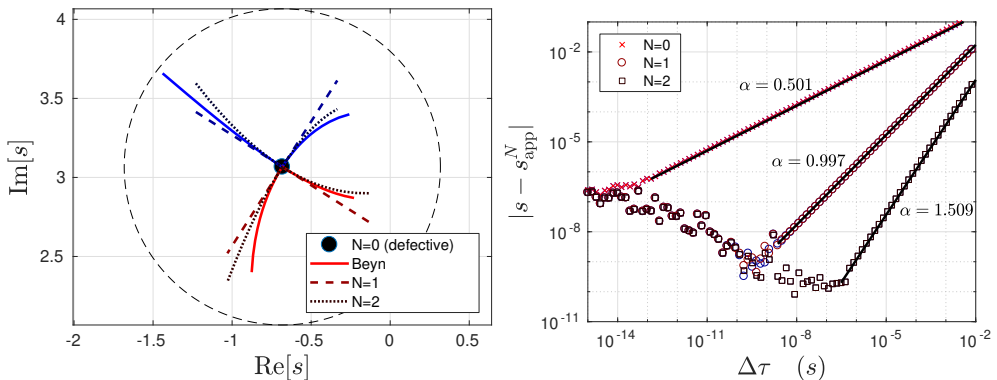 4
3.5
3
2.5
Im[s]
-2
-1.5
-1
-0.5
0
0.5
Re[s]
N=0 (defective)
Beyn
N=1
N=2
10^-2
10^-5
10^-8
10^-11
|s − s^N_app|
N=0
N=1
N=2
α = 0.501
α = 0.997
α = 1.509
10^-14
10^-11
10^-8
10^-5
10^-2
Δτ (s)